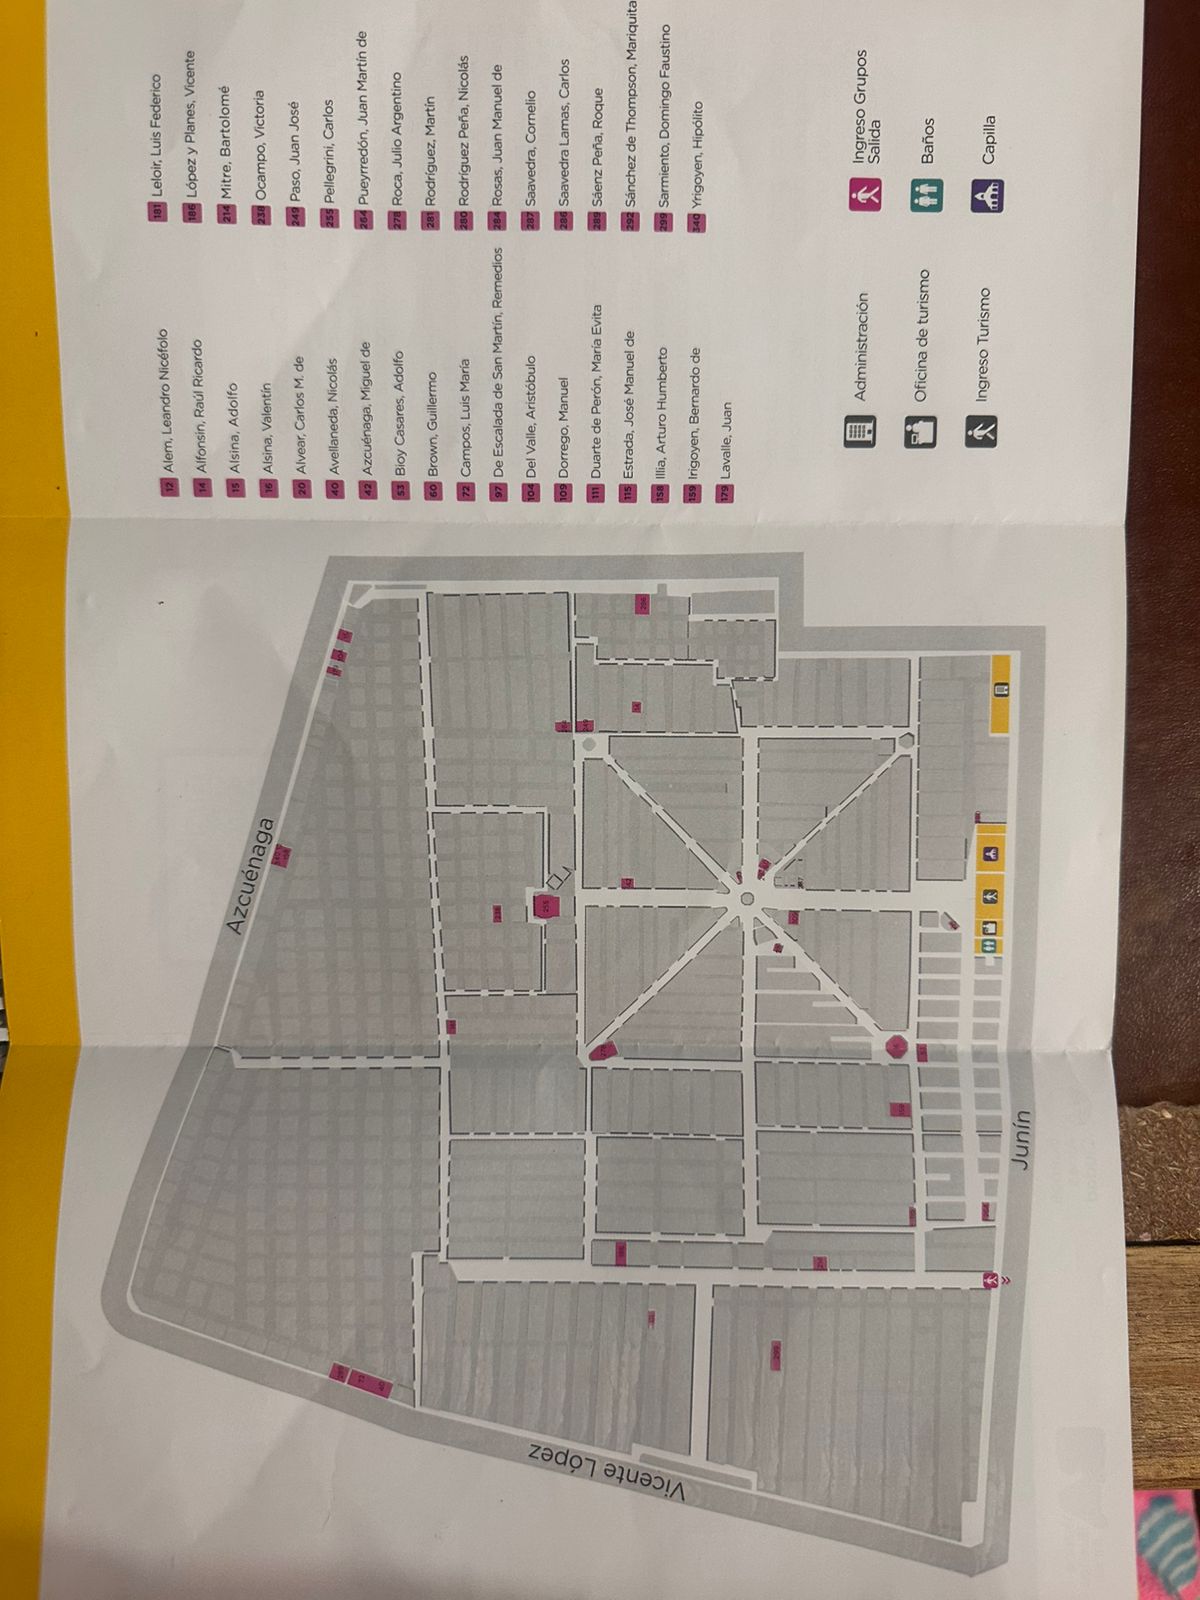 12 Alem, Leandro Nicéfolo
14 Alfonsín, Raúl Ricardo
15 Alsina, Adolfo
16 Alsina, Valentín
20 Alvear, Carlos M. de
40 Avellaneda, Nicolás
42 Azcuénaga, Miguel de
53 Bioy Casares, Adolfo
60 Brown, Guillermo
72 Campos, Luis María
97 De Escalada de San Martín, Remedios
104 Del Valle, Aristóbulo
109 Dorrego, Manuel
111 Duarte de Perón, María Evita
115 Estrada, José Manuel de
158 Illia, Arturo Humberto
159 Irigoyen, Bernardo de
179 Lavalle, Juan
181 Leloir, Luis Federico
186 López y Planes, Vicente
214 Mitre, Bartolomé
238 Ocampo, Victoria
249 Paso, Juan José
255 Pellegrini, Carlos
264 Pueyrredón, Juan Martín de
278 Roca, Julio Argentino
281 Rodríguez, Martín
280 Rodríguez Peña, Nicolás
284 Rosas, Juan Manuel de
287 Saavedra, Cornelio
286 Saavedra Lamas, Carlos
289 Sáenz Peña, Roque
292 Sánchez de Thompson, Mariquita
299 Sarmiento, Domingo Faustino
340 Yrigoyen, Hipólito
Administración
Oficina de turismo
Ingreso Turismo
Ingreso Grupos
Salida
Baños
Capilla
Azcuénaga
Vicente López
Junín
72
40
238
255
14
286
299